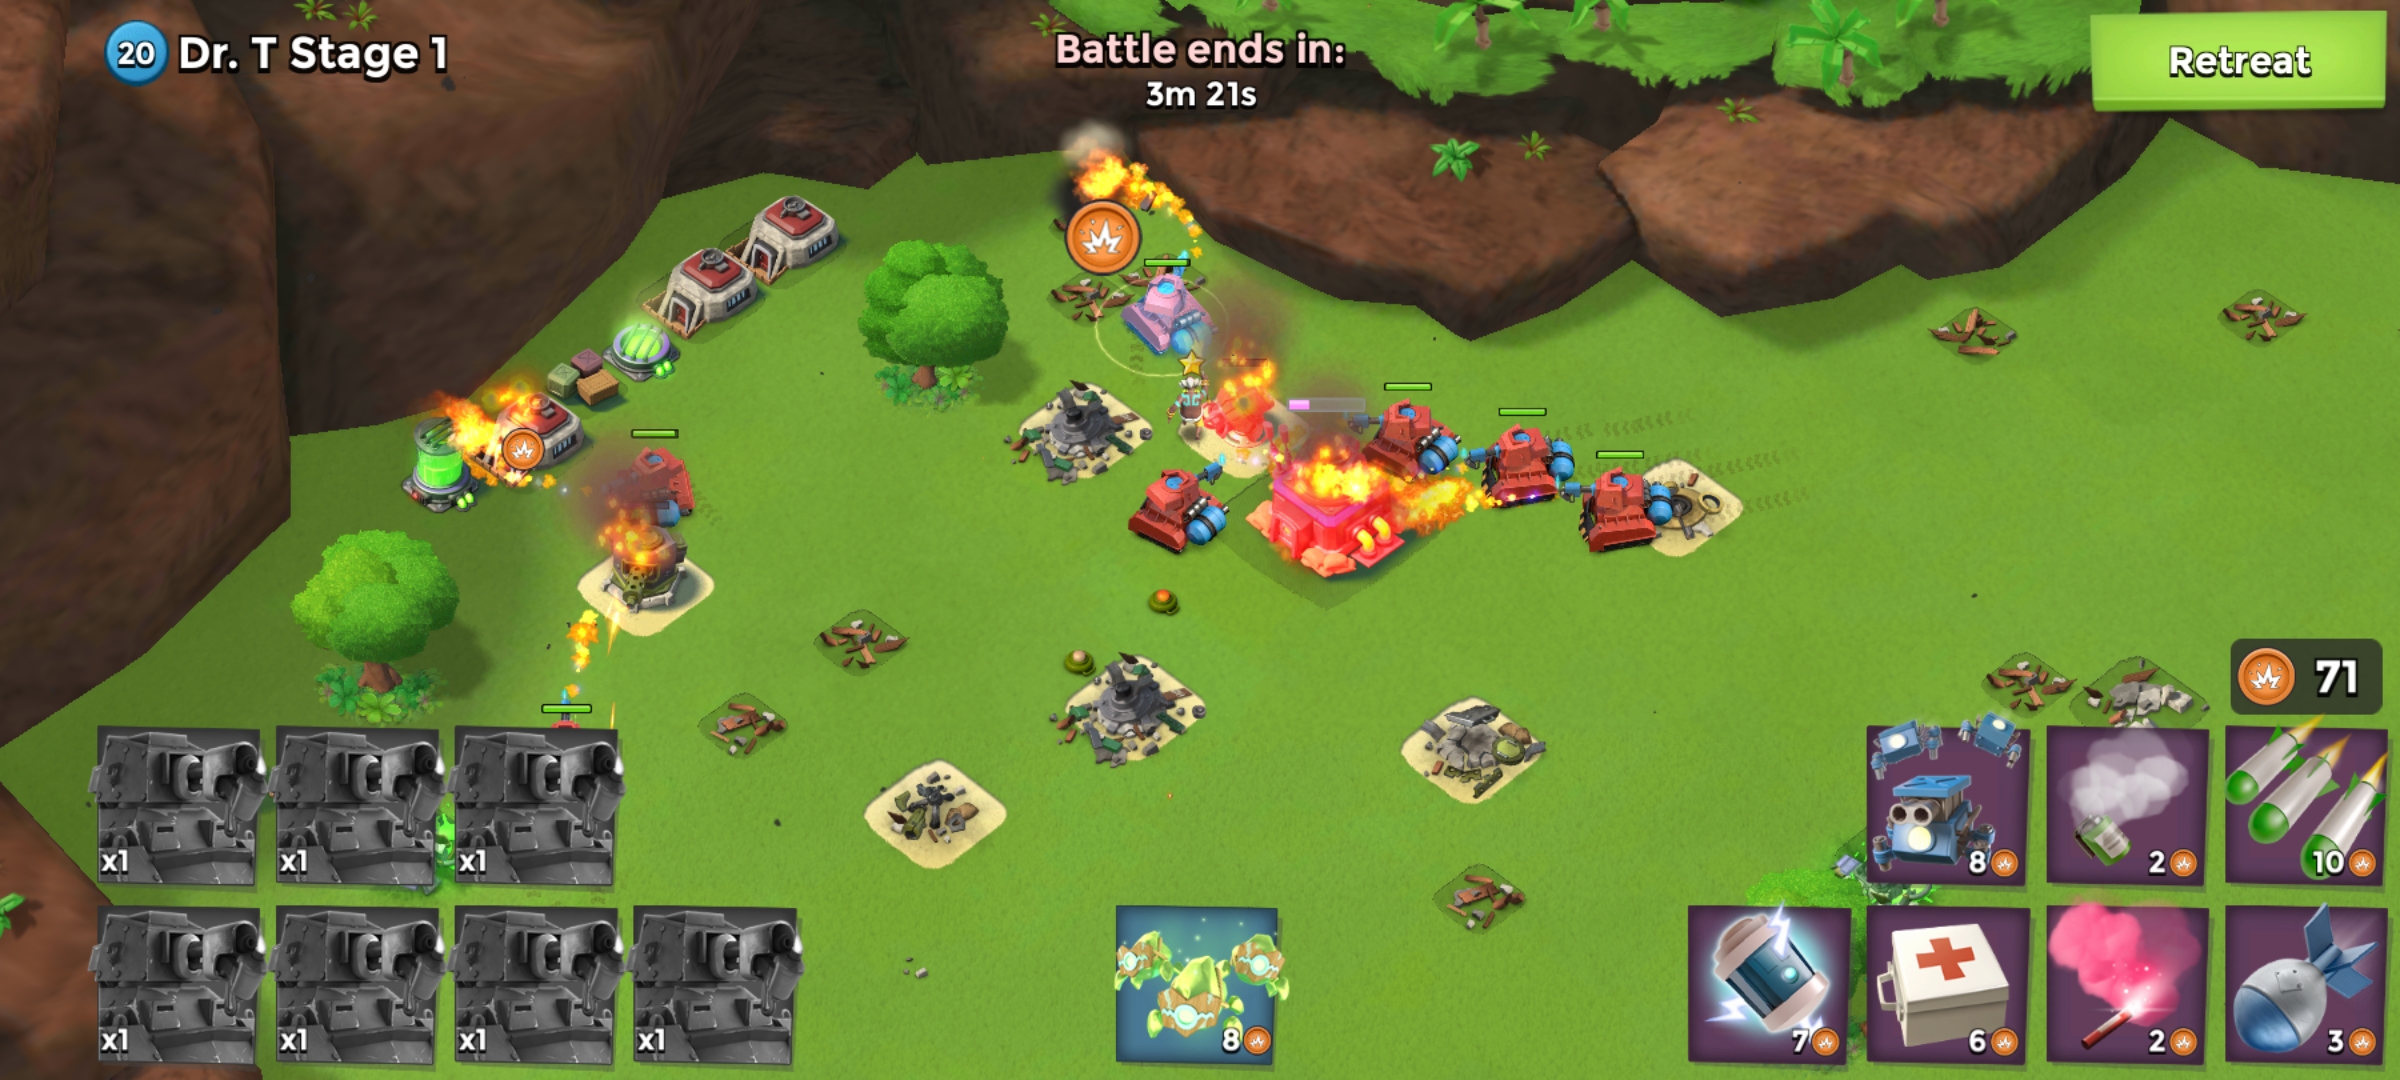 20 Dr. T Stage 1
Battle ends in:
3m 21s
Retreat
71
x1 x1 x1
8 2 10
x1 x1 x1 x1
8
7 6 2 3